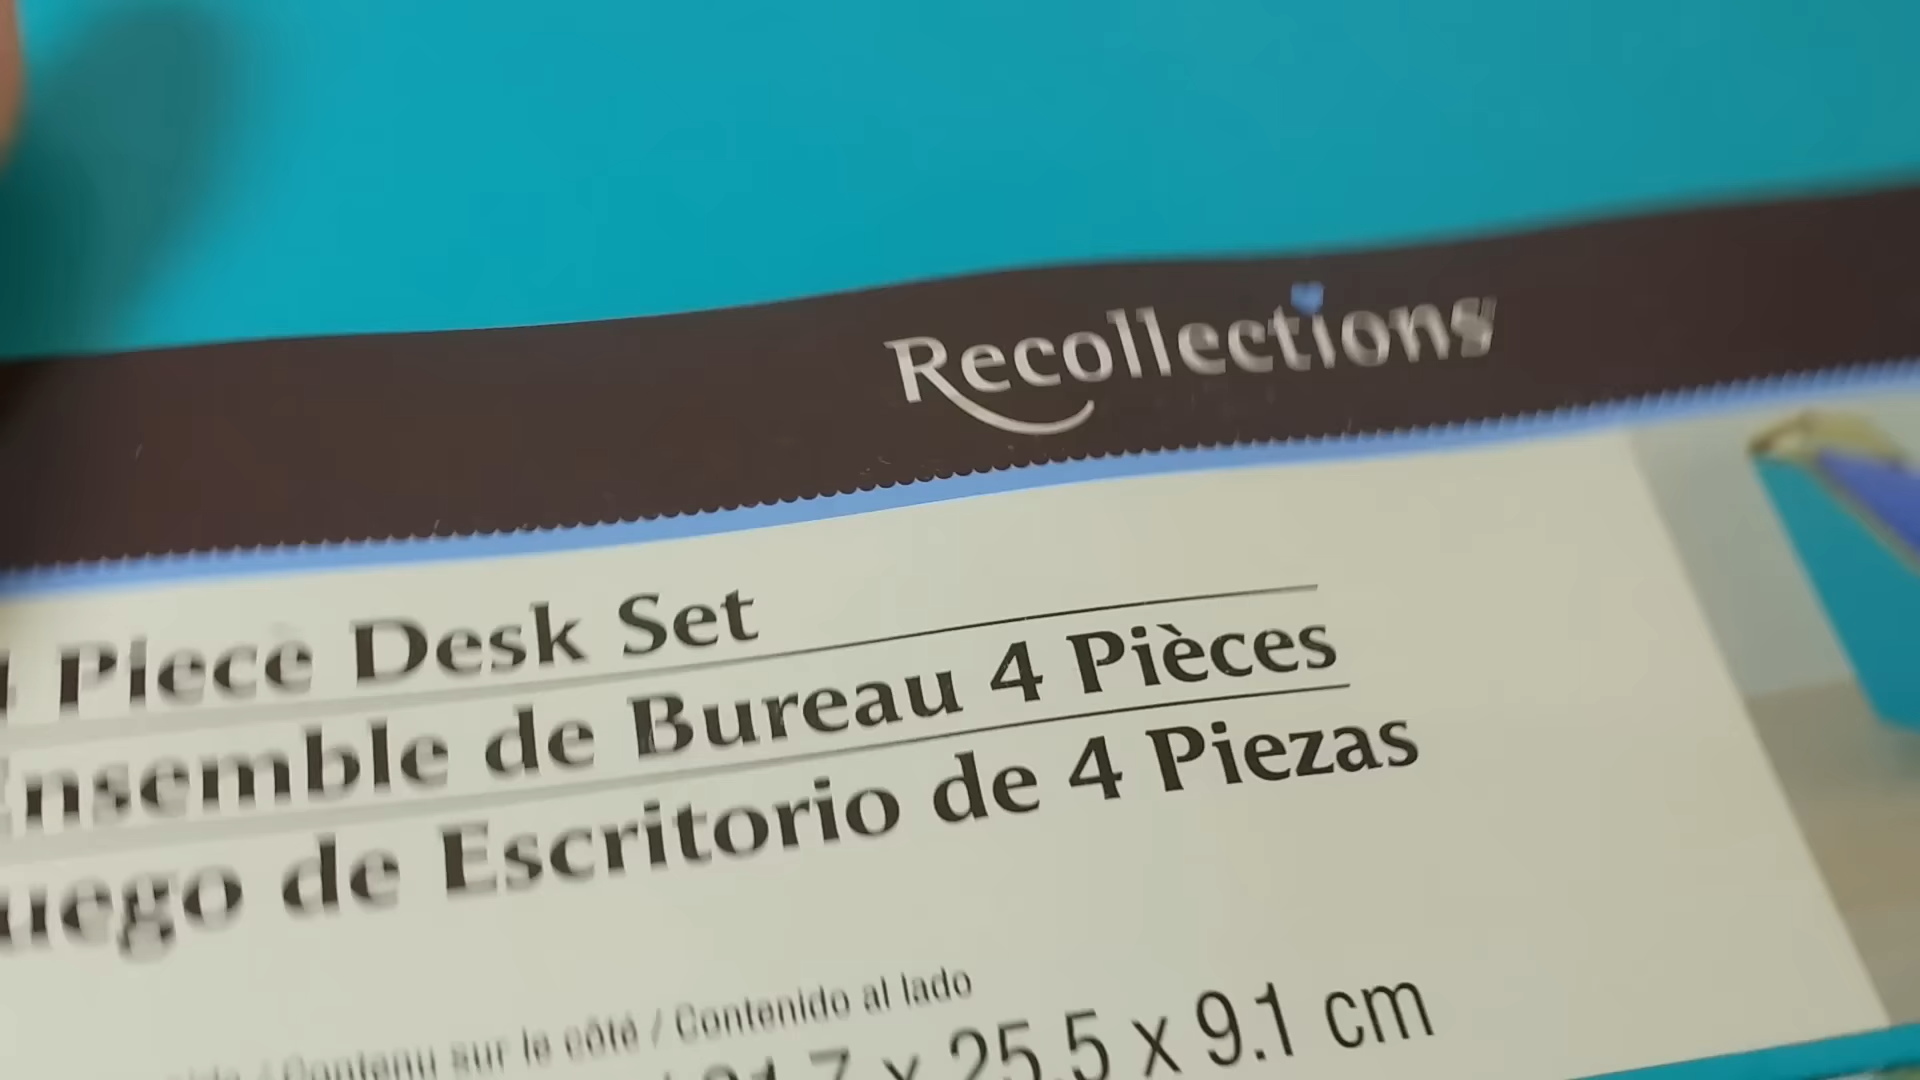 Recollections
Piece Desk Set
Ensemble de Bureau 4 Pièces
uego de Escritorio de 4 Piezas
Contenu sur le côté / Contenido al lado
x 25.5 x 9.1 cm